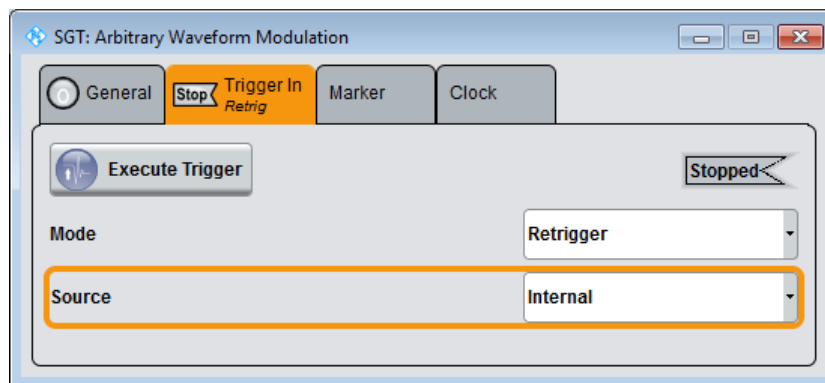 SGT: Arbitrary Waveform Modulation
General
Stop
Trigger In
Retrig
Marker
Clock
Execute Trigger
Stopped
Mode
Retrigger
Source
Internal